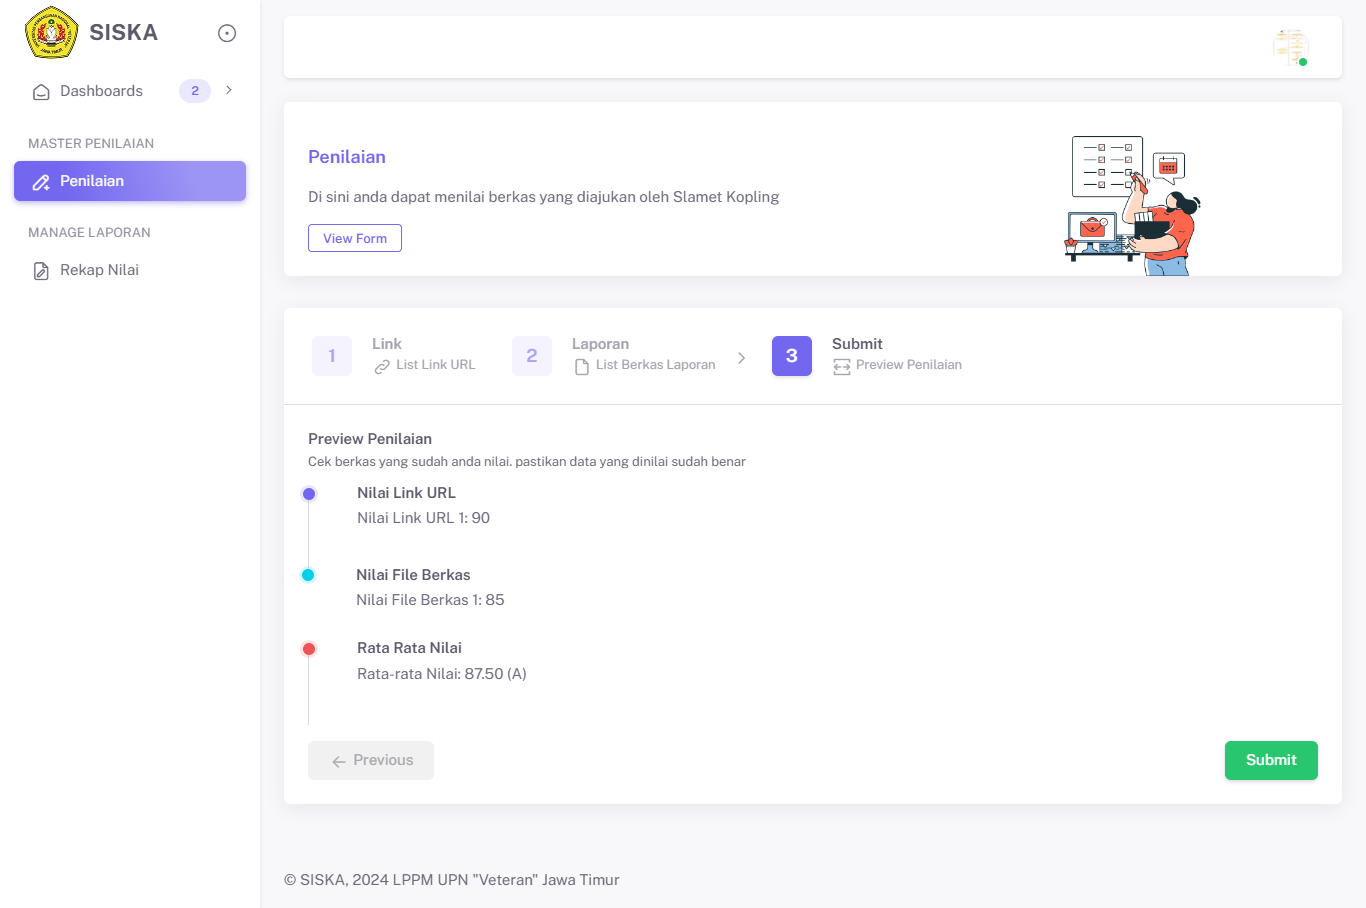 SISKA
Dashboards 2
MASTER PENILAIAN
Penilaian
MANAGE LAPORAN
Rekap Nilai
Penilaian
Di sini anda dapat menilai berkas yang diajukan oleh Slamet Kopling
View Form
1 Link
List Link URL
2 Laporan
List Berkas Laporan
3 Submit
Preview Penilaian
Preview Penilaian
Cek berkas yang sudah anda nilai. pastikan data yang dinilai sudah benar
Nilai Link URL
Nilai Link URL 1: 90
Nilai File Berkas
Nilai File Berkas 1: 85
Rata Rata Nilai
Rata-rata Nilai: 87.50 (A)
Previous
Submit
© SISKA, 2024 LPPM UPN "Veteran" Jawa Timur